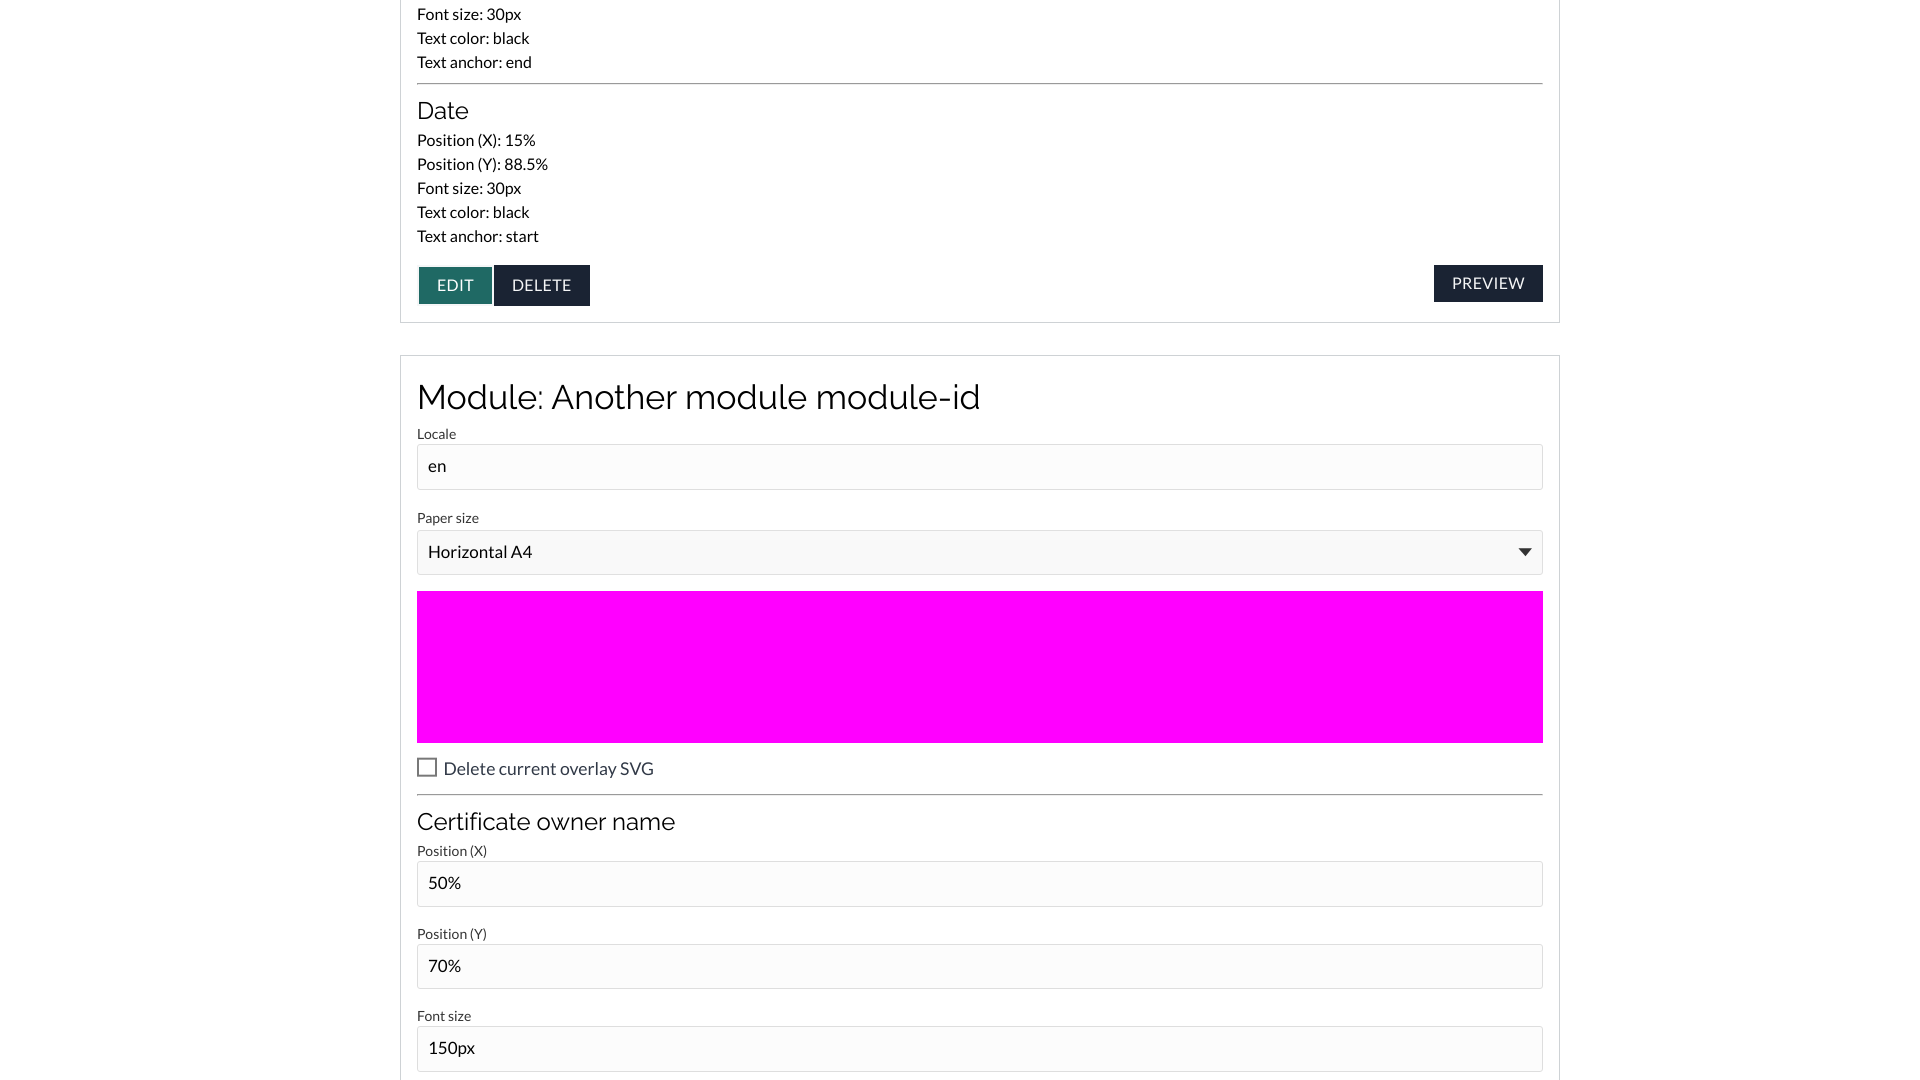 Font size: 30px
Text color: black
Text anchor: end
Date
Position (X): 15%
Position (Y): 88.5%
Font size: 30px
Text color: black
Text anchor: start
EDIT
DELETE
PREVIEW
Module: Another module module-id
Locale
en
Paper size
Horizontal A4
Delete current overlay SVG
Certificate owner name
Position (X)
50%
Position (Y)
70%
Font size
150px